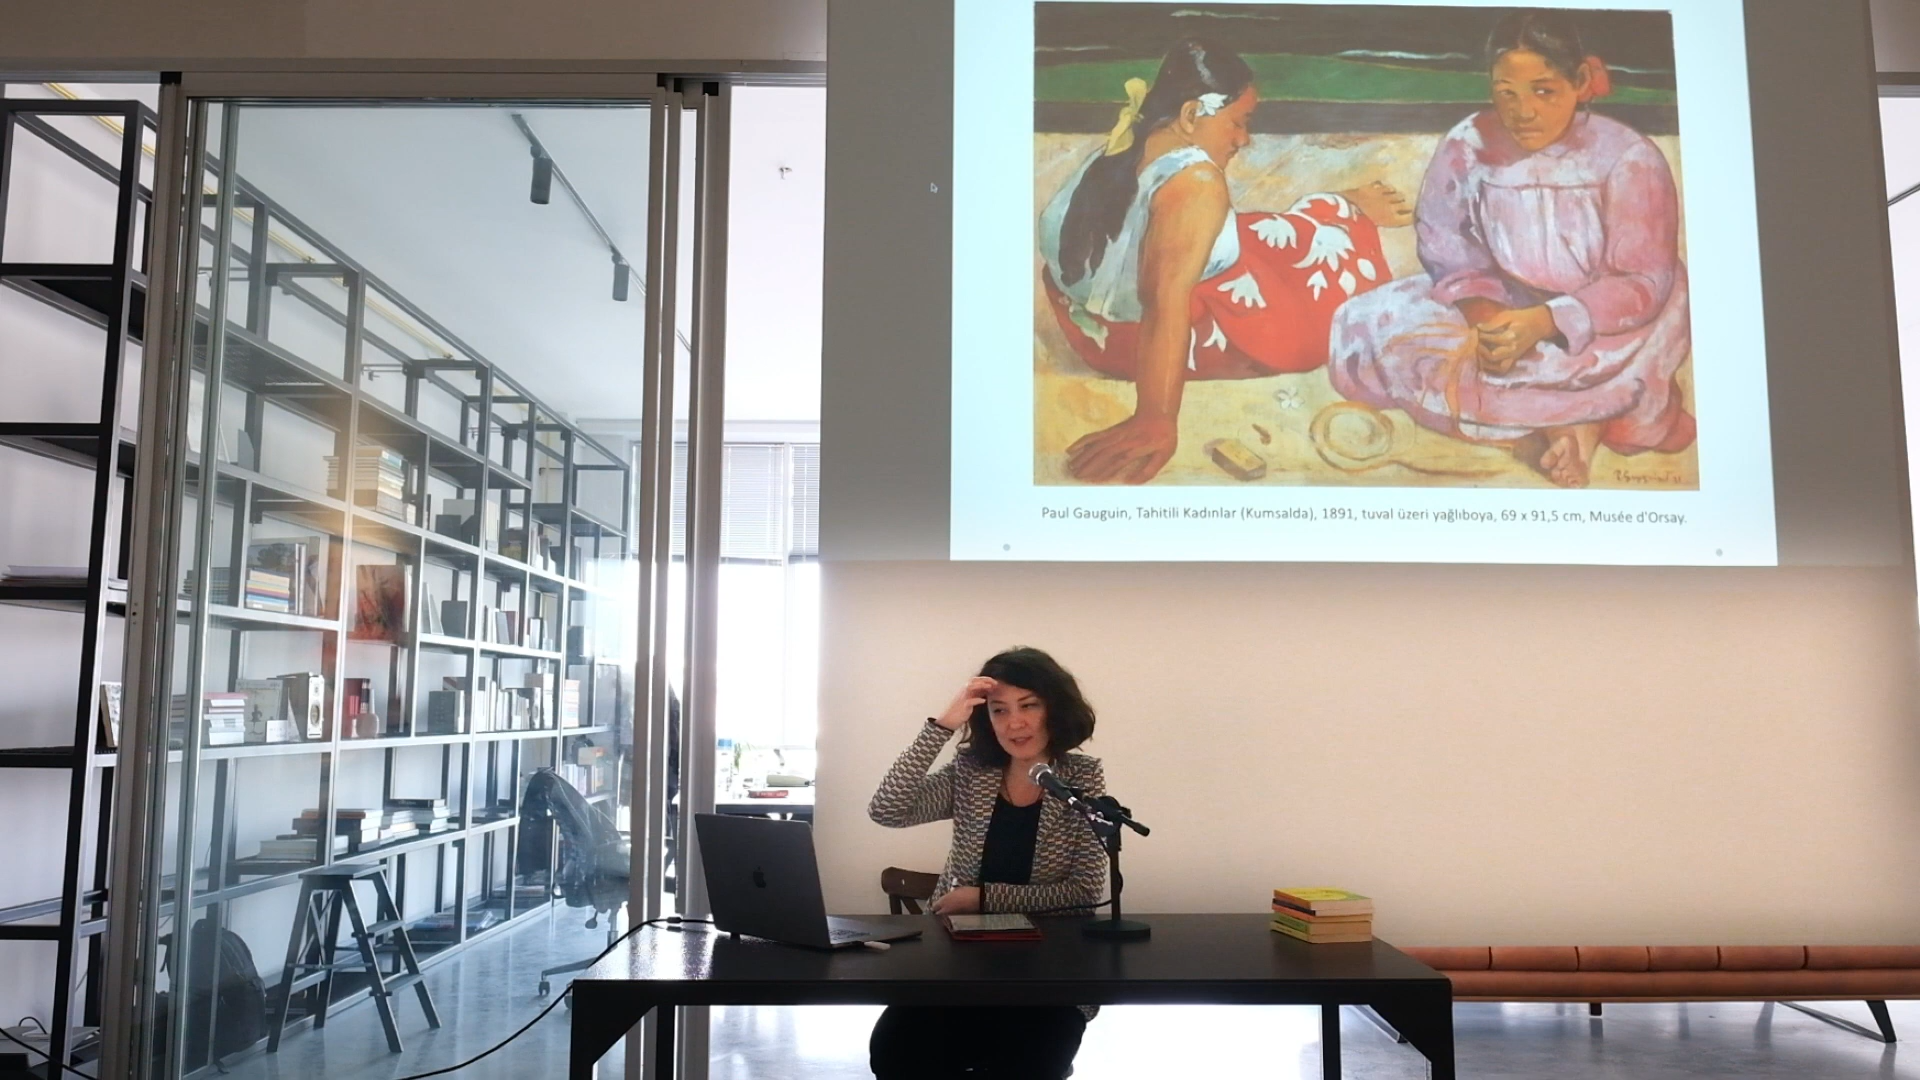 Paul Gauguin, Tahitili Kadınlar (Kumsalda), 1891, tuval üzeri yağlıboya, 69 x 91,5 cm, Musée d'Orsay.